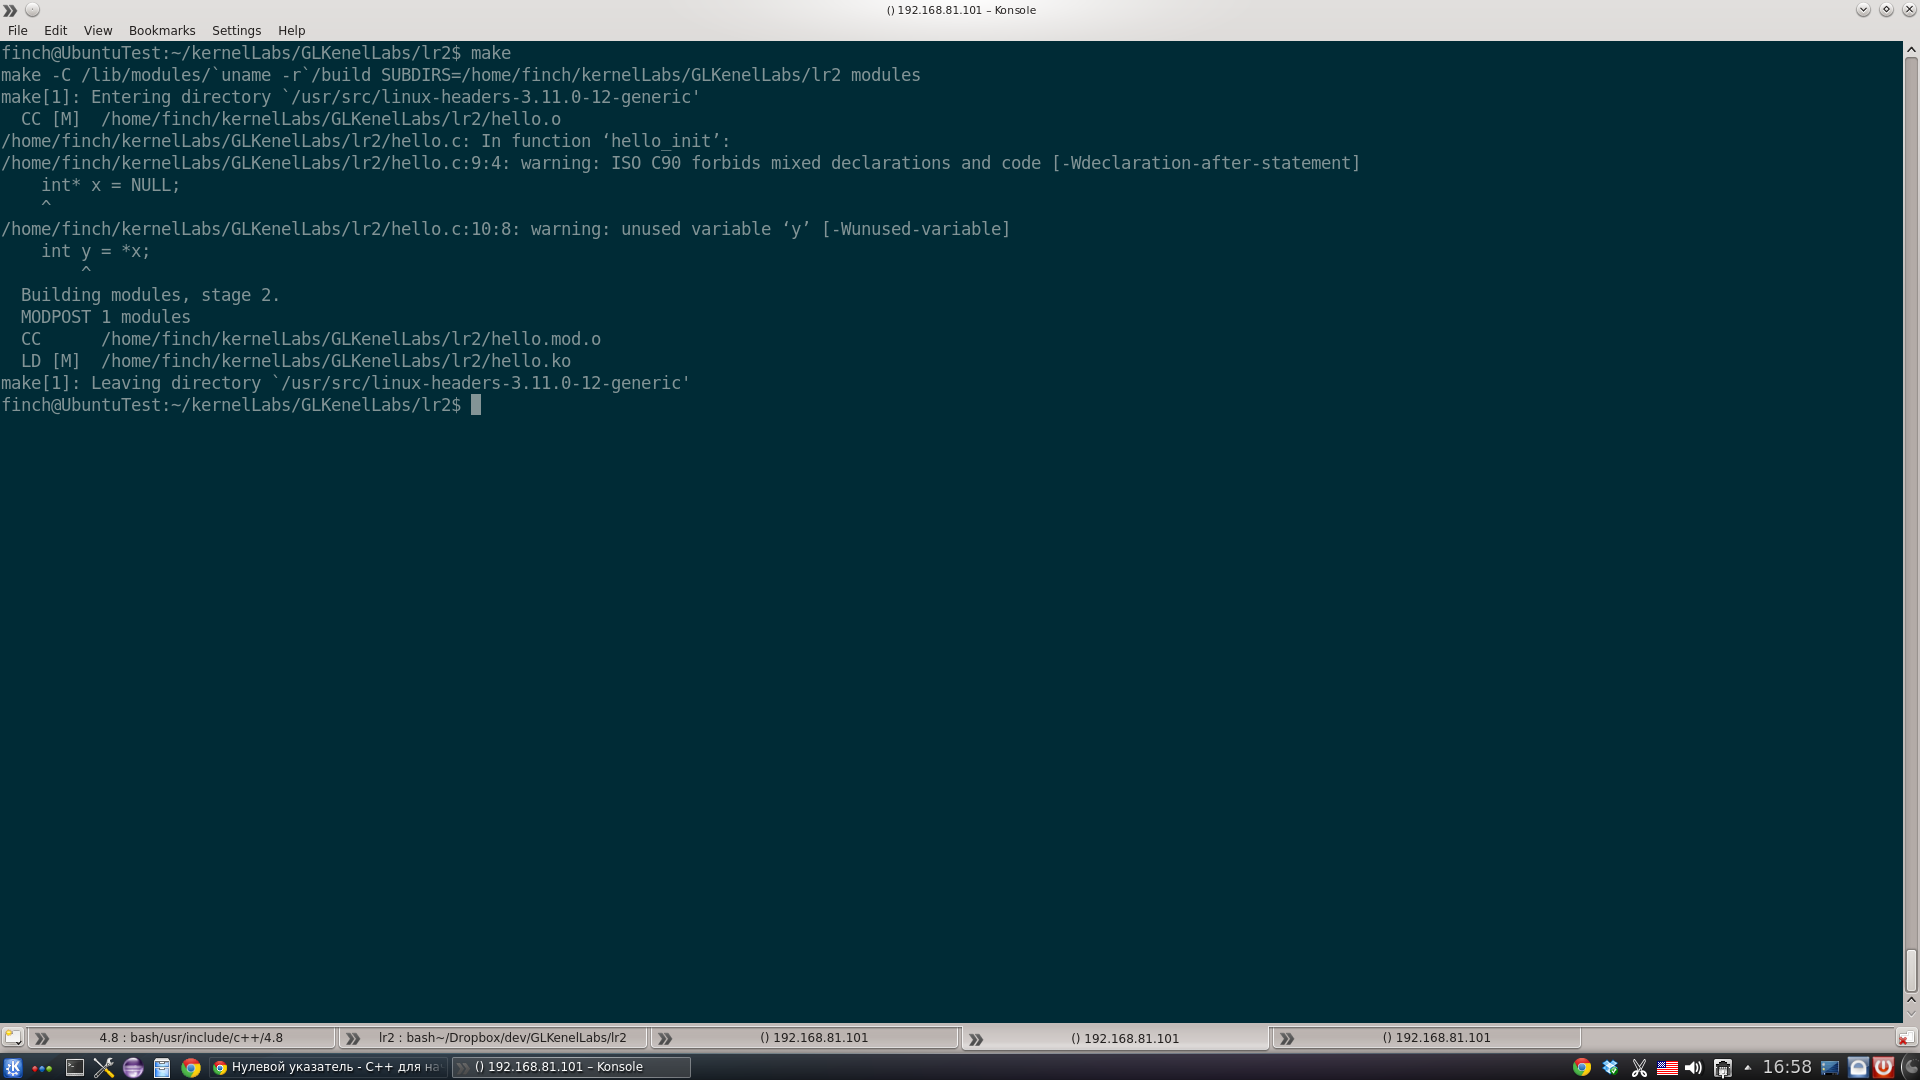 () 192.168.81.101 – Konsole
File Edit View Bookmarks Settings Help
finch@UbuntuTest:~/kernelLabs/GLKenelLabs/lr2$ make
make -C /lib/modules/`uname -r`/build SUBDIRS=/home/finch/kernelLabs/GLKenelLabs/lr2 modules
make[1]: Entering directory `/usr/src/linux-headers-3.11.0-12-generic'
  CC [M]  /home/finch/kernelLabs/GLKenelLabs/lr2/hello.o
/home/finch/kernelLabs/GLKenelLabs/lr2/hello.c: In function ‘hello_init’:
/home/finch/kernelLabs/GLKenelLabs/lr2/hello.c:9:4: warning: ISO C90 forbids mixed declarations and code [-Wdeclaration-after-statement]
    int* x = NULL;
    ^
/home/finch/kernelLabs/GLKenelLabs/lr2/hello.c:10:8: warning: unused variable ‘y’ [-Wunused-variable]
    int y = *x;
        ^
  Building modules, stage 2.
  MODPOST 1 modules
  CC      /home/finch/kernelLabs/GLKenelLabs/lr2/hello.mod.o
  LD [M]  /home/finch/kernelLabs/GLKenelLabs/lr2/hello.ko
make[1]: Leaving directory `/usr/src/linux-headers-3.11.0-12-generic'
finch@UbuntuTest:~/kernelLabs/GLKenelLabs/lr2$
4.8 : bash/usr/include/c++/4.8 lr2 : bash~/Dropbox/dev/GLKenelLabs/lr2 () 192.168.81.101 () 192.168.81.101 () 192.168.81.101
Нулевой указатель - C++ для на () 192.168.81.101 – Konsole 16:58